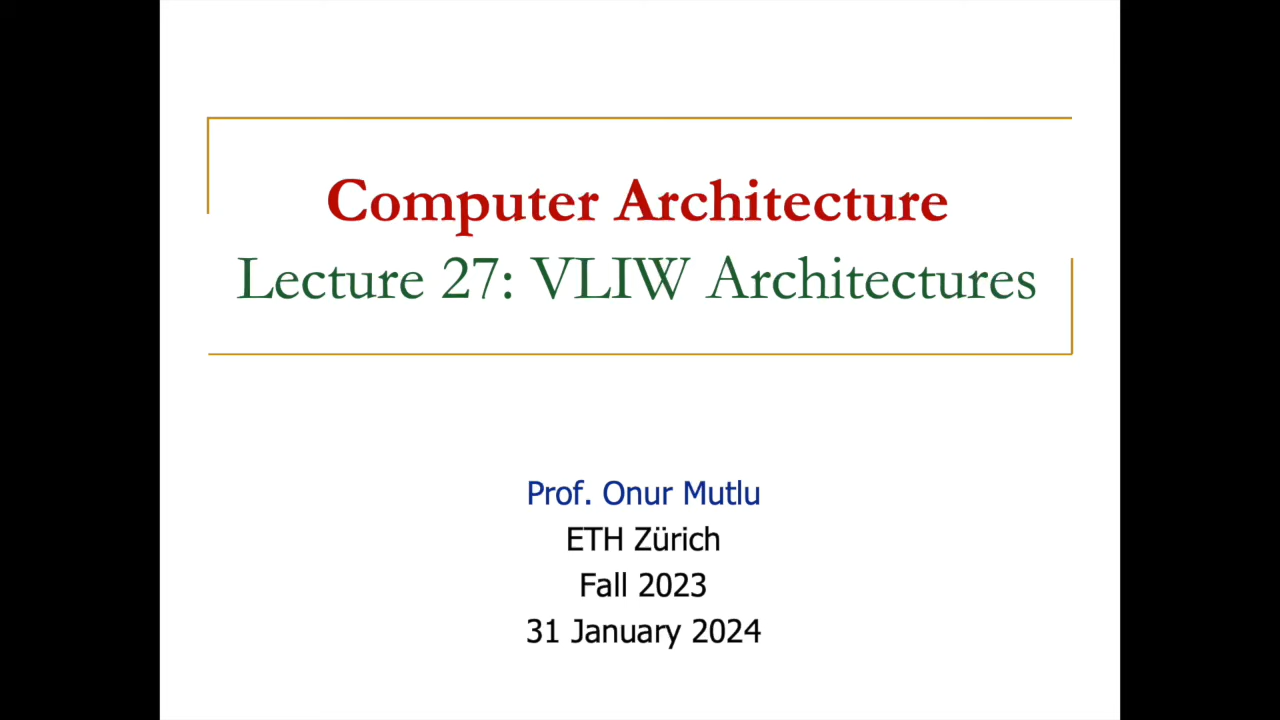 Computer Architecture
Lecture 27: VLIW Architectures
Prof. Onur Mutlu
ETH Zürich
Fall 2023
31 January 2024